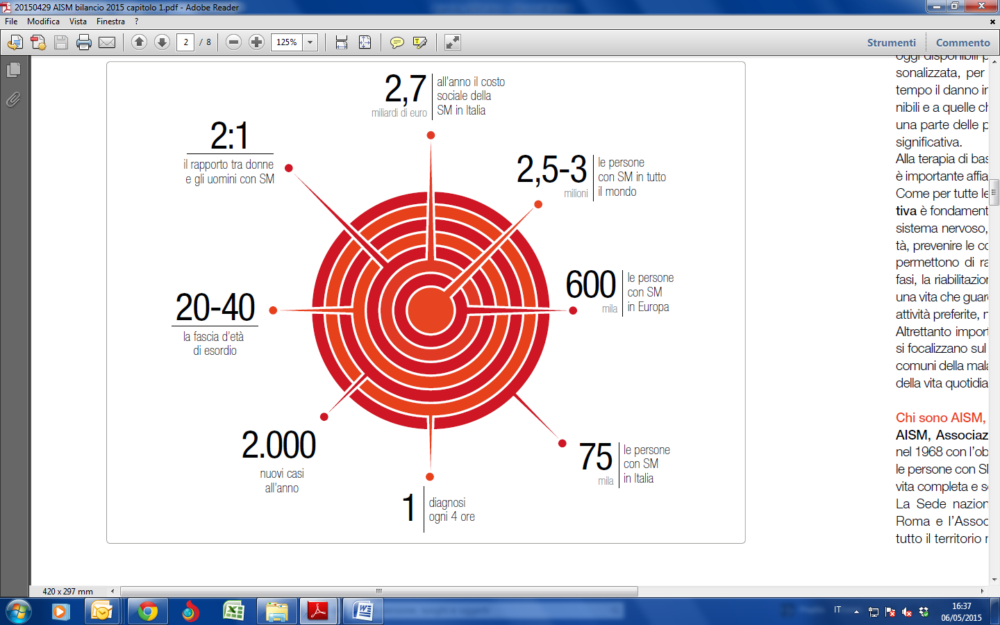 20150429 AISM bilancio 2015 capitolo 1.pdf - Adobe Reader
File Modifica Vista Finestra ?
2 / 8 125% Strumenti Commento
2,7
miliardi di euro
all'anno il costo
sociale della
SM in Italia
2:1
il rapporto tra donne
e gli uomini con SM
2,5-3
milioni
le persone
con SM in tutto
il mondo
600
mila
le persone
con SM
in Europa
20-40
la fascia d'età
di esordio
2.000
nuovi casi
all'anno
75
mila
le persone
con SM
in Italia
1
diagnosi
ogni 4 ore
oggi disponibili p
sonalizzata, per
tempo il danno in
nibili e a quelle ch
una parte delle p
significativa.
Alla terapia di bas
è importante affia
Come per tutte le
tiva è fondament
sistema nervoso,
tà, prevenire le co
permettono di ra
fasi, la riabilitazion
una vita che guard
attività preferite, n
Altrettanto import
si focalizzano sul
comuni della mala
della vita quotidia
Chi sono AISM,
AISM, Associaz
nel 1968 con l'ob
le persone con SM
vita completa e so
La Sede nazion
Roma e l'Assoc
tutto il territorio n
420 x 297 mm
IT
16:37
06/05/2015